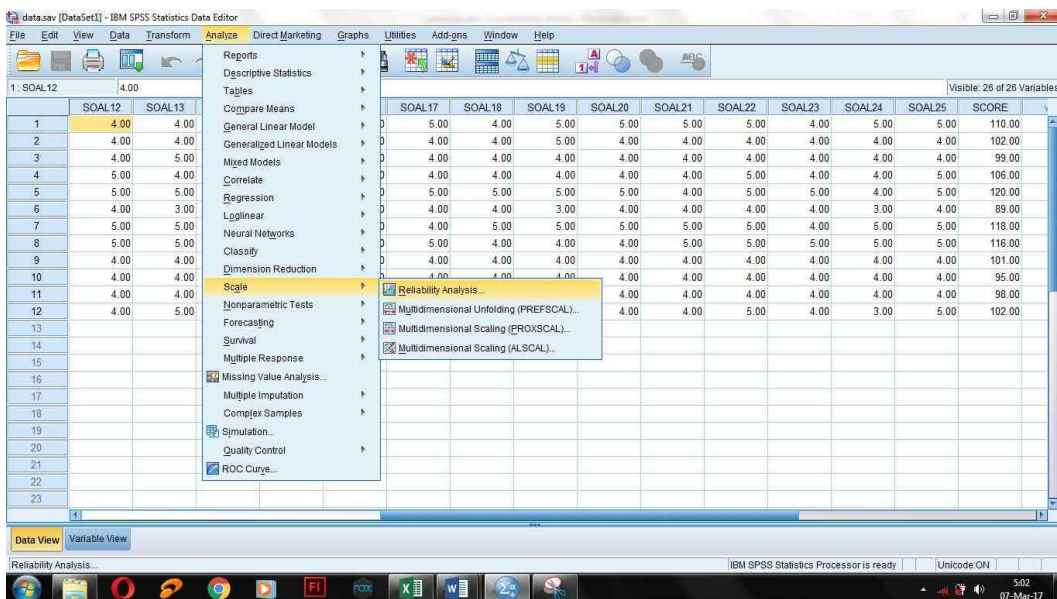 data.sav [DataSet1] - IBM SPSS Statistics Data Editor
File Edit View Data Transform Analyze Direct Marketing Graphs Utilities Add-ons Window Help
1 : SOAL12 4.00 Visible: 26 of 26 Variables
SOAL12 SOAL13 SOAL17 SOAL18 SOAL19 SOAL20 SOAL21 SOAL22 SOAL23 SOAL24 SOAL25 SCORE
1 4.00 4.00 5.00 4.00 5.00 5.00 5.00 5.00 4.00 5.00 5.00 110.00
2 4.00 4.00 4.00 4.00 5.00 4.00 4.00 4.00 4.00 4.00 4.00 102.00
3 4.00 5.00 4.00 4.00 4.00 4.00 4.00 4.00 4.00 4.00 4.00 99.00
4 5.00 4.00 4.00 4.00 4.00 4.00 4.00 5.00 4.00 4.00 5.00 106.00
5 5.00 5.00 5.00 5.00 5.00 5.00 5.00 5.00 5.00 4.00 5.00 120.00
6 4.00 3.00 4.00 4.00 3.00 4.00 4.00 4.00 4.00 3.00 4.00 89.00
7 5.00 5.00 4.00 5.00 5.00 5.00 4.00 5.00 4.00 5.00 5.00 118.00
8 5.00 5.00 5.00 4.00 4.00 4.00 5.00 5.00 4.00 5.00 5.00 116.00
9 4.00 4.00 4.00 4.00 4.00 4.00 4.00 4.00 4.00 4.00 4.00 101.00
10 4.00 4.00 4.00 4.00 4.00 4.00 4.00 4.00 4.00 4.00 4.00 95.00
11 4.00 4.00 4.00 4.00 4.00 4.00 4.00 4.00 98.00
12 4.00 5.00 4.00 4.00 5.00 4.00 3.00 5.00 102.00
13
14
15
16
17
18
19
20
21
22
23
Reports
Descriptive Statistics
Tables
Compare Means
General Linear Model
Generalized Linear Models
Mixed Models
Correlate
Regression
Loglinear
Neural Networks
Classify
Dimension Reduction
Scale
Nonparametric Tests
Forecasting
Survival
Multiple Response
Missing Value Analysis...
Multiple Imputation
Complex Samples
Simulation...
Quality Control
ROC Curve...
Reliability Analysis...
Multidimensional Unfolding (PREFSCAL)...
Multidimensional Scaling (PROXSCAL)...
Multidimensional Scaling (ALSCAL)...
Data View Variable View
Reliability Analysis... IBM SPSS Statistics Processor is ready Unicode:ON
5:02
07-Mar-17